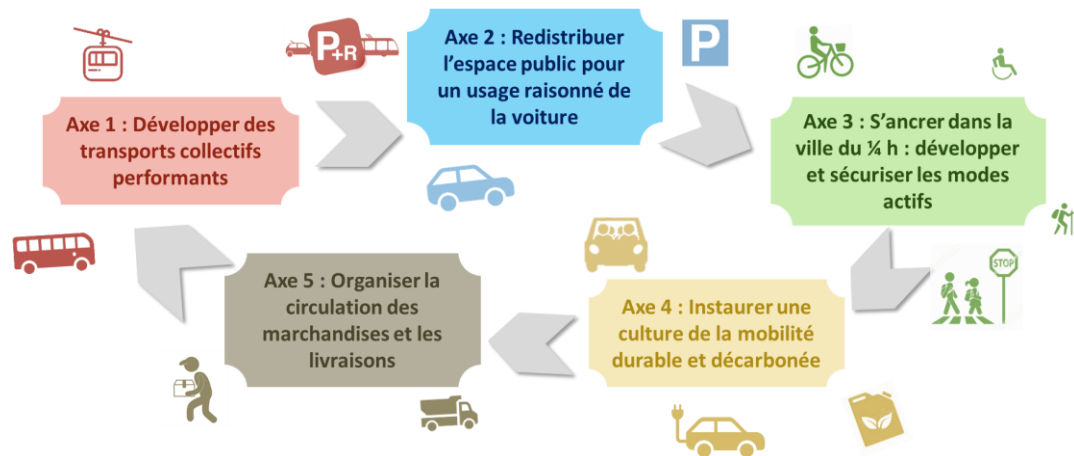 Axe 1 : Développer des
transports collectifs
performants
P+R
Axe 2 : Redistribuer
l’espace public pour
un usage raisonné de
la voiture
P
Axe 3 : S’ancrer dans la
ville du ¼ h : développer
et sécuriser les modes
actifs
STOP
Axe 4 : Instaurer une
culture de la mobilité
durable et décarbonée
Axe 5 : Organiser la
circulation des
marchandises et les
livraisons